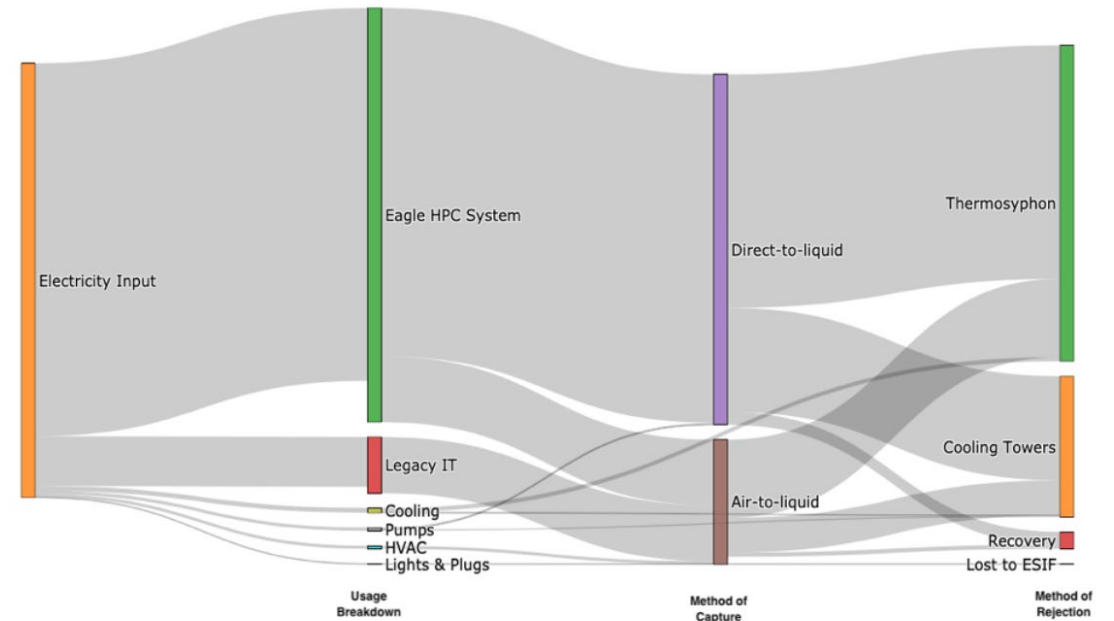 Electricity Input
Eagle HPC System
Legacy IT
Cooling
Pumps
HVAC
Lights & Plugs
Direct-to-liquid
Air-to-liquid
Thermosyphon
Cooling Towers
Recovery
Lost to ESIF
Usage
Breakdown
Method of
Capture
Method of
Rejection